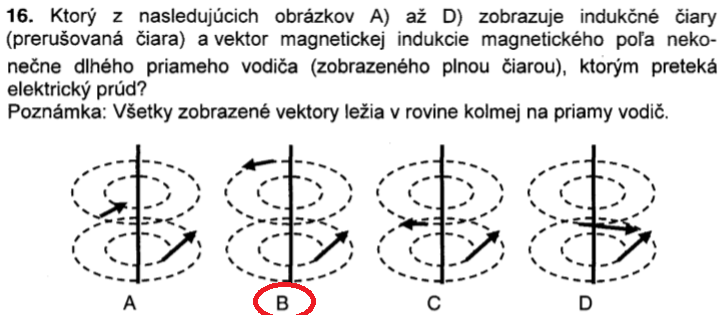 16. Ktorý z nasledujúcich obrázkov A) až D) zobrazuje indukčné čiary
(prerušovaná čiara) a vektor magnetickej indukcie magnetického poľa neko-
nečne dlhého priameho vodiča (zobrazeného plnou čiarou), ktorým preteká
elektrický prúd?
Poznámka: Všetky zobrazené vektory ležia v rovine kolmej na priamy vodič.
A B C D